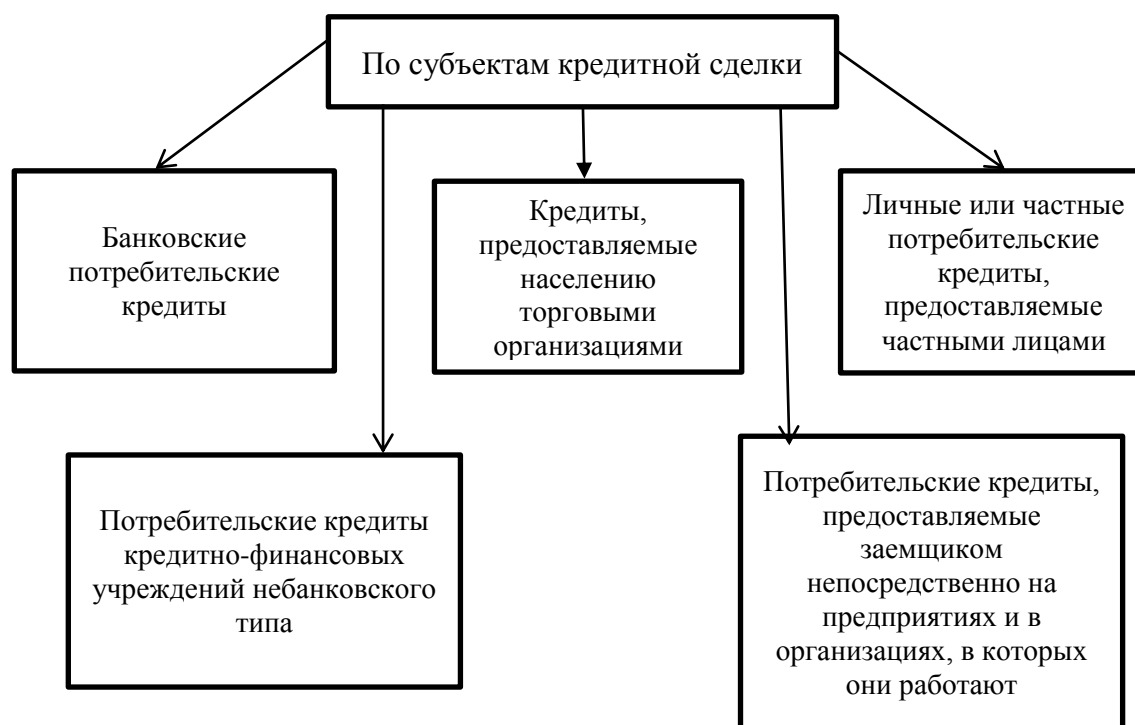 По субъектам кредитной сделки
Банковские
потребительские
кредиты
Кредиты,
предоставляемые
населению
торговыми
организациями
Личные или частные
потребительские
кредиты,
предоставляемые
частными лицами
Потребительские кредиты
кредитно-финансовых
учреждений небанковского
типа
Потребительские кредиты,
предоставляемые
заемщиком
непосредственно на
предприятиях и в
организациях, в которых
они работают